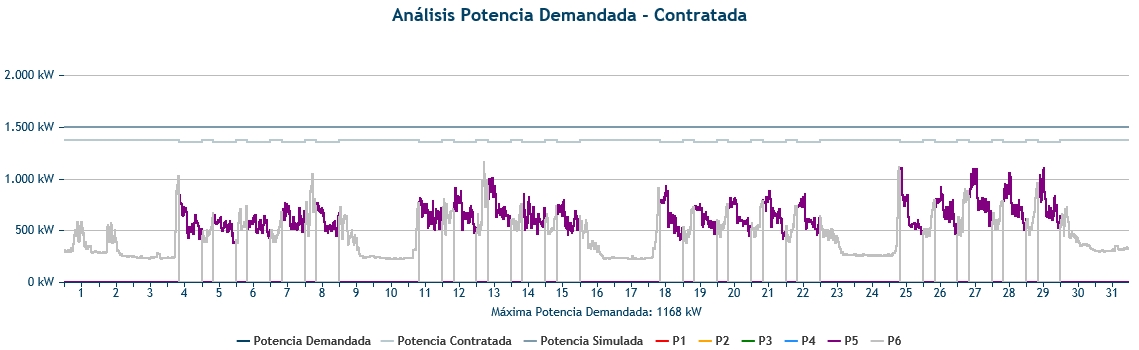 Análisis Potencia Demandada - Contratada
2.000 kW
1.500 kW
1.000 kW
500 kW
0 kW
1 2 3 4 5 6 7 8 9 10 11 12 13 14 15 16 17 18 19 20 21 22 23 24 25 26 27 28 29 30 31
Máxima Potencia Demandada: 1168 kW
Potencia Demandada Potencia Contratada Potencia Simulada P1 P2 P3 P4 P5 P6